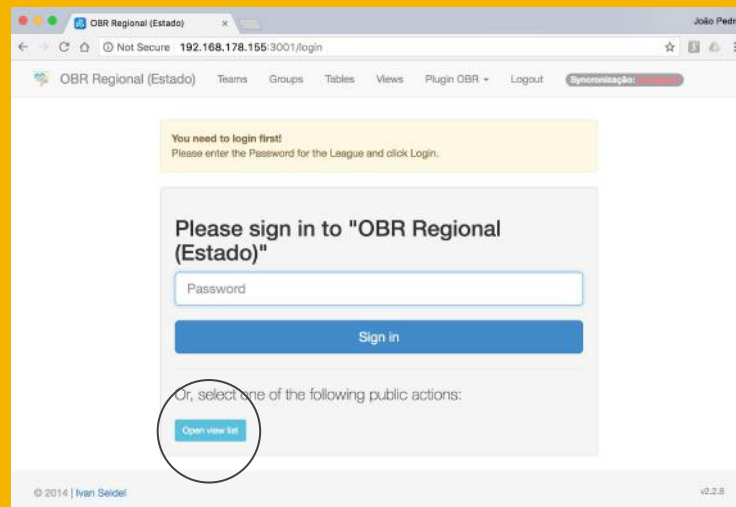 OBR Regional (Estado)
João Pedr
Not Secure 192.168.178.155:3001/login
OBR Regional (Estado) Teams Groups Tables Views Plugin OBR Logout Syncronização:
You need to login first!
Please enter the Password for the League and click Login.
Please sign in to "OBR Regional
(Estado)"
Password
Sign in
Or, select one of the following public actions:
Open view list
© 2014 | Ivan Seidel v2.2.8